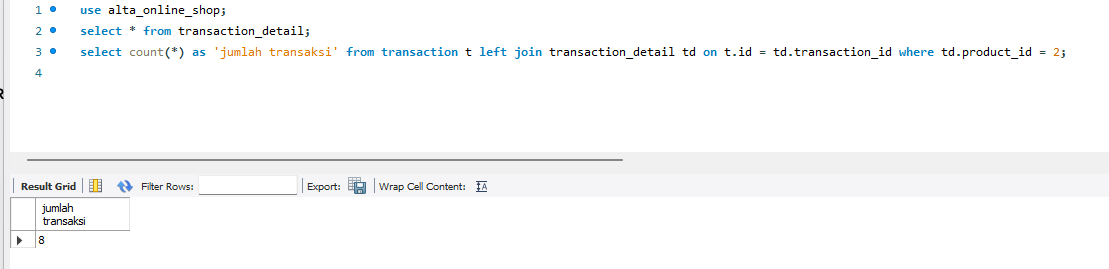 1 use alta_online_shop;
2 select * from transaction_detail;
3 select count(*) as 'jumlah transaksi' from transaction t left join transaction_detail td on t.id = td.transaction_id where td.product_id = 2;
4
R
Result Grid Filter Rows: Export: Wrap Cell Content: IA
jumlah
transaksi
8